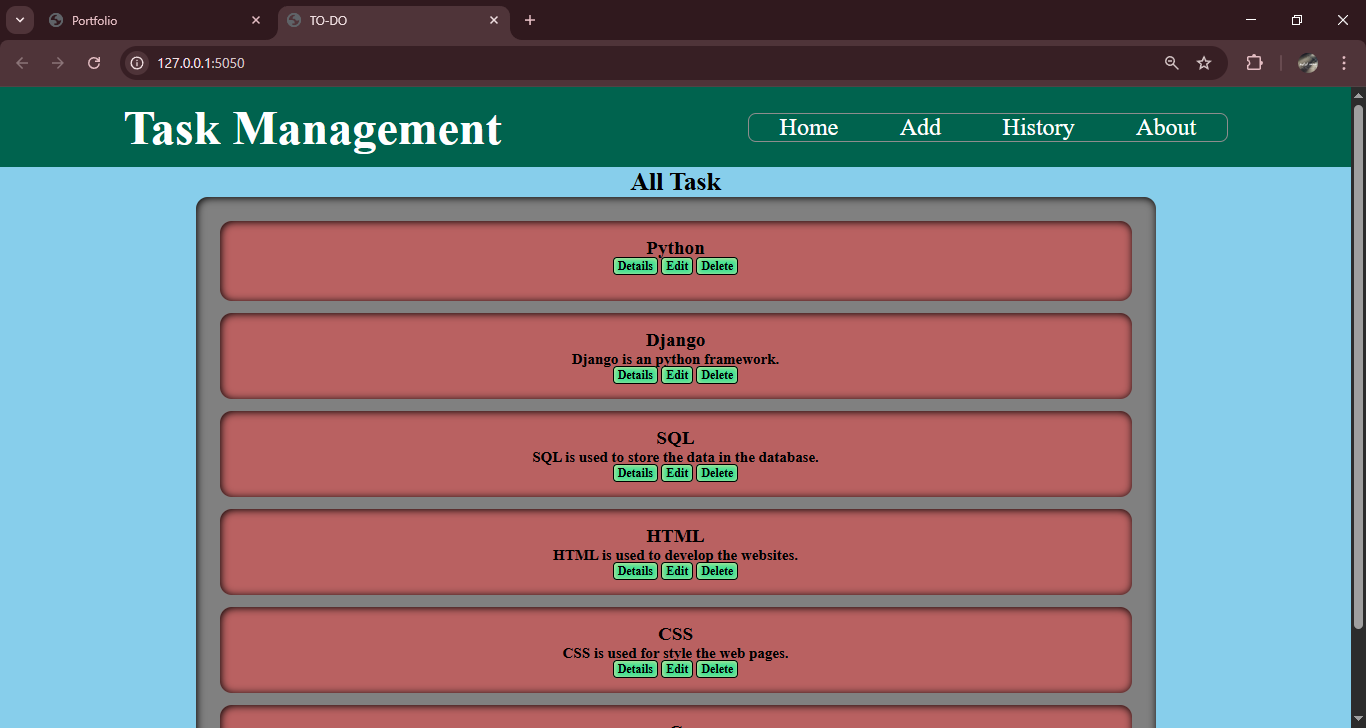 Portfolio
TO-DO
127.0.0.1:5050
Task Management
Home Add History About
All Task
Python
Details Edit Delete
Django
Django is an python framework.
Details Edit Delete
SQL
SQL is used to store the data in the database.
Details Edit Delete
HTML
HTML is used to develop the websites.
Details Edit Delete
CSS
CSS is used for style the web pages.
Details Edit Delete